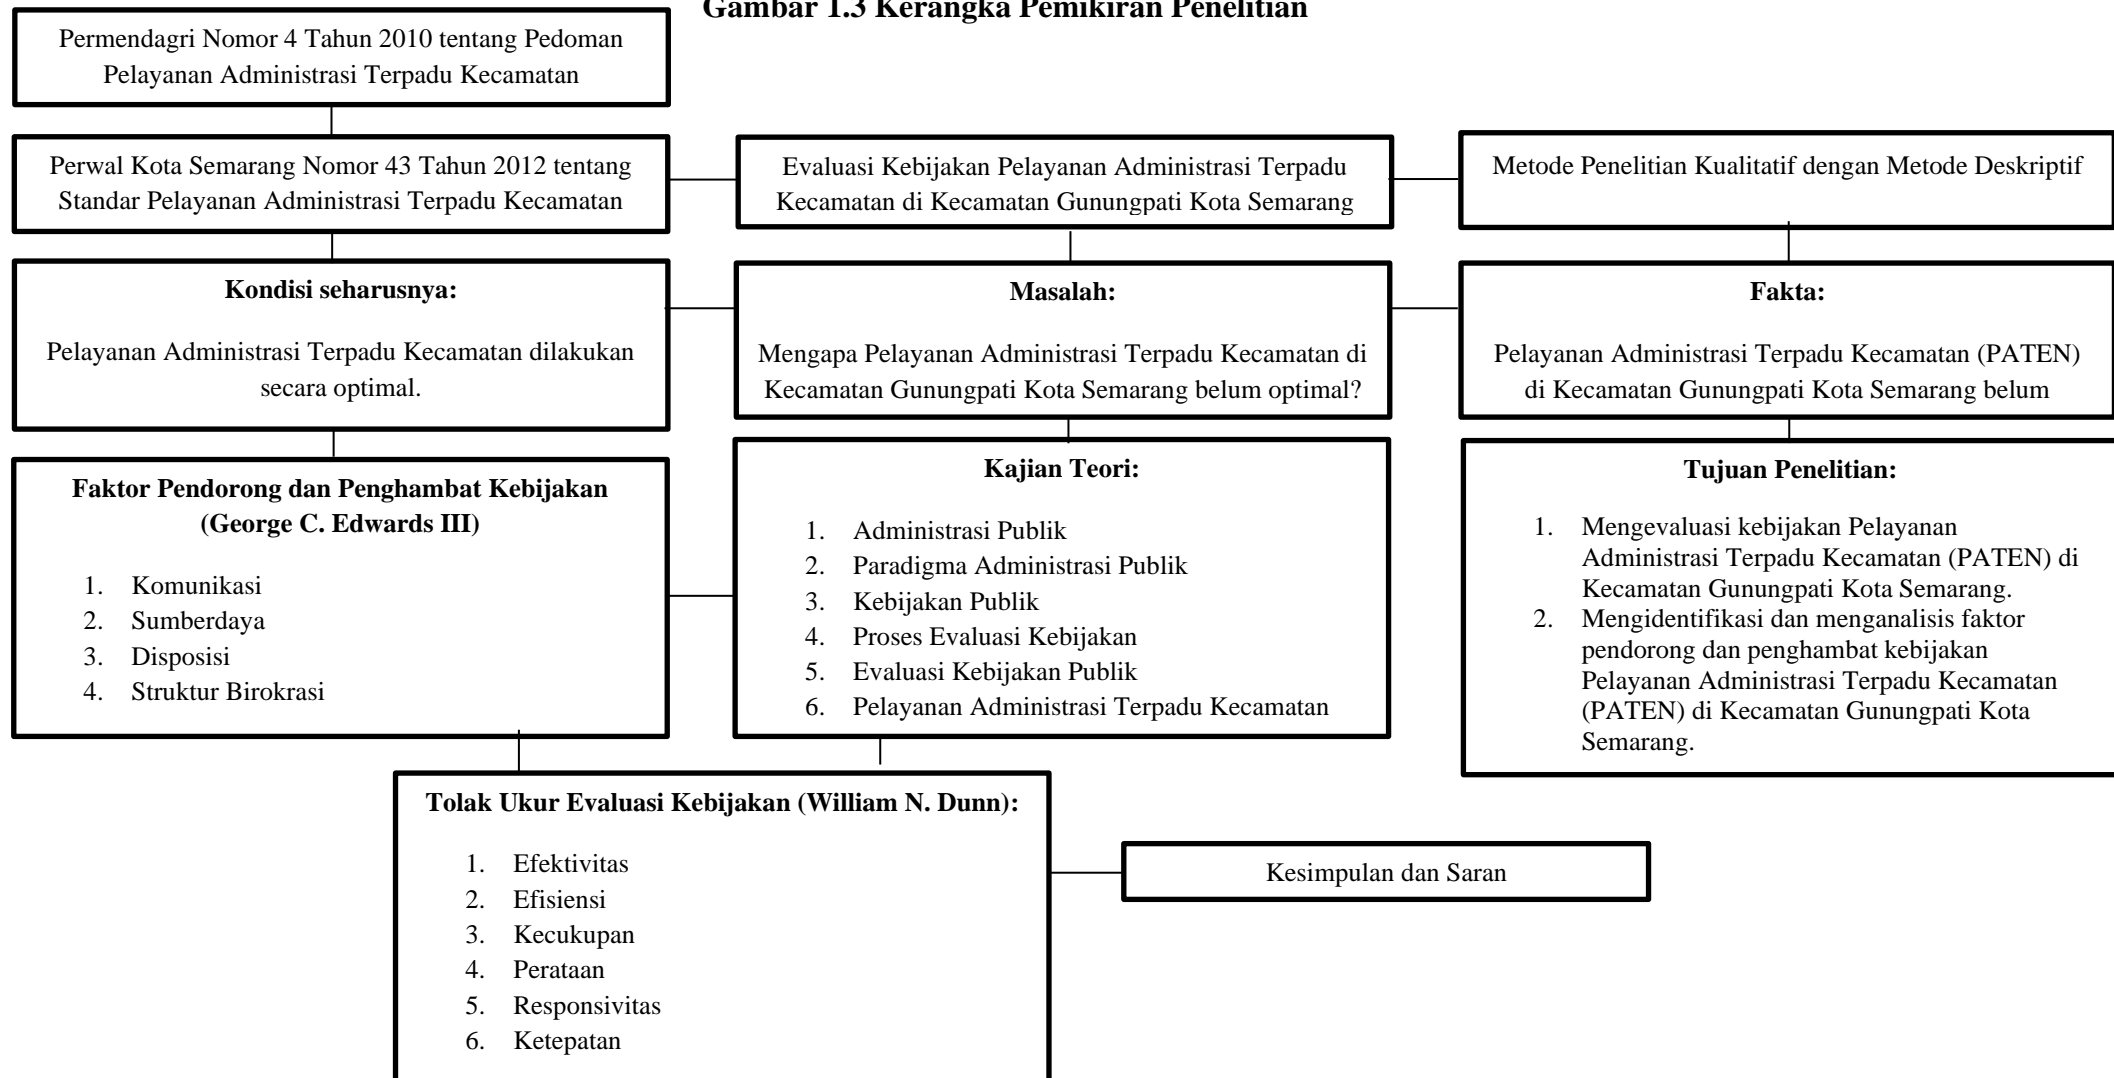 Gambar 1.3 Kerangka Pemikiran Penelitian
Permendagri Nomor 4 Tahun 2010 tentang Pedoman
Pelayanan Administrasi Terpadu Kecamatan
Perwal Kota Semarang Nomor 43 Tahun 2012 tentang
Standar Pelayanan Administrasi Terpadu Kecamatan
Evaluasi Kebijakan Pelayanan Administrasi Terpadu
Kecamatan di Kecamatan Gunungpati Kota Semarang
Metode Penelitian Kualitatif dengan Metode Deskriptif
Kondisi seharusnya:
Pelayanan Administrasi Terpadu Kecamatan dilakukan
secara optimal.
Masalah:
Mengapa Pelayanan Administrasi Terpadu Kecamatan di
Kecamatan Gunungpati Kota Semarang belum optimal?
Fakta:
Pelayanan Administrasi Terpadu Kecamatan (PATEN)
di Kecamatan Gunungpati Kota Semarang belum
Faktor Pendorong dan Penghambat Kebijakan
(George C. Edwards III)
1. Komunikasi
2. Sumberdaya
3. Disposisi
4. Struktur Birokrasi
Kajian Teori:
1. Administrasi Publik
2. Paradigma Administrasi Publik
3. Kebijakan Publik
4. Proses Evaluasi Kebijakan
5. Evaluasi Kebijakan Publik
6. Pelayanan Administrasi Terpadu Kecamatan
Tujuan Penelitian:
1. Mengevaluasi kebijakan Pelayanan
Administrasi Terpadu Kecamatan (PATEN) di
Kecamatan Gunungpati Kota Semarang.
2. Mengidentifikasi dan menganalisis faktor
pendorong dan penghambat kebijakan
Pelayanan Administrasi Terpadu Kecamatan
(PATEN) di Kecamatan Gunungpati Kota
Semarang.
Tolak Ukur Evaluasi Kebijakan (William N. Dunn):
1. Efektivitas
2. Efisiensi
3. Kecukupan
4. Perataan
5. Responsivitas
6. Ketepatan
Kesimpulan dan Saran